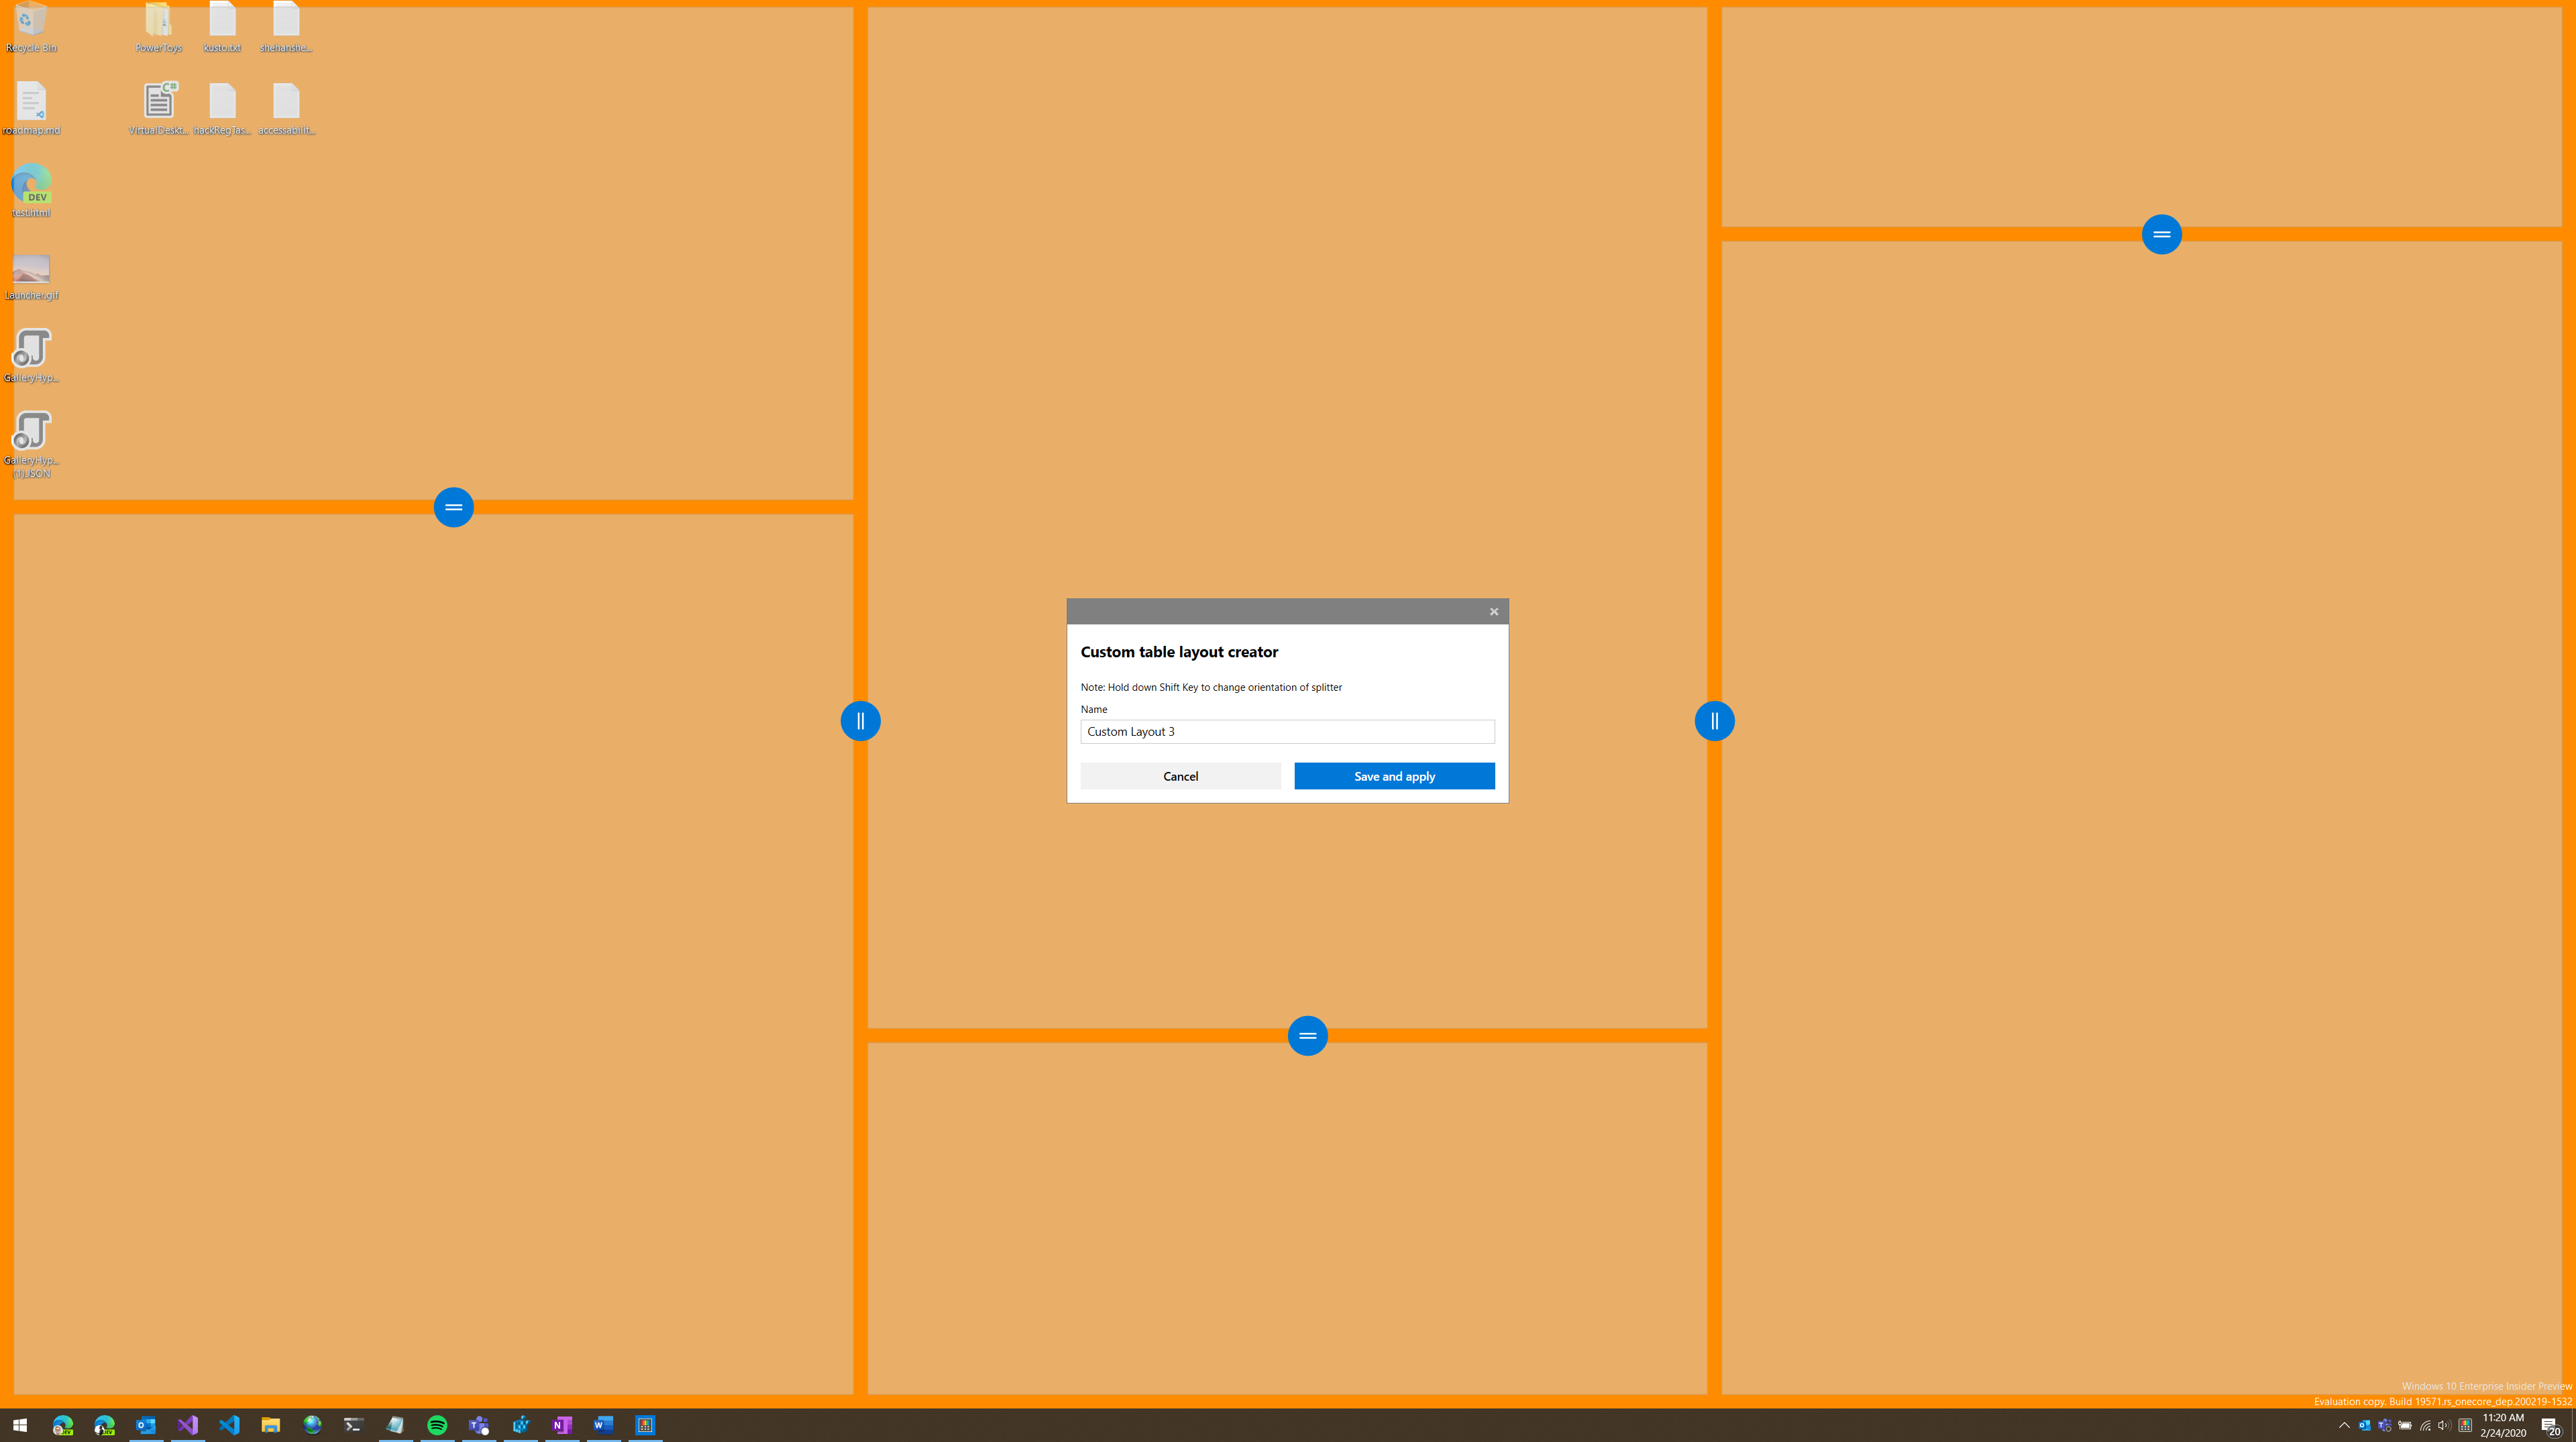 Recycle Bin
PowerToys
kusto.txt
shehanshe...
roadmap.md
VirtualDeskt...
hackRegTas...
accessabilit...
DEV
test.html
Launcher.gif
GalleryHyp...
GalleryHyp...
(1).JSON
Custom table layout creator
Note: Hold down Shift Key to change orientation of splitter
Name
Custom Layout 3
Cancel
Save and apply
Windows 10 Enterprise Insider Preview
Evaluation copy. Build 19571.rs_onecore_dep.200219-1532
11:20 AM
2/24/2020
20